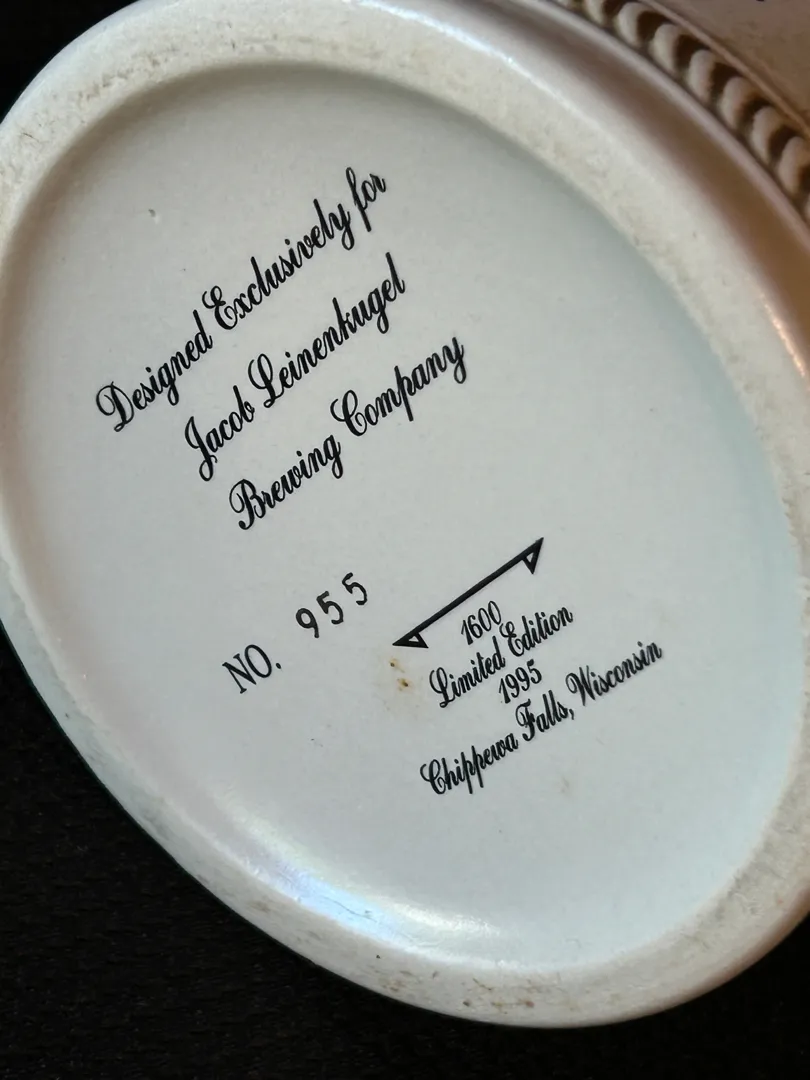 Designed Exclusively for
Jacob Leinenkugel
Brewing Company
NO. 955
1600
Limited Edition
1995
Chippewa Falls, Wisconsin